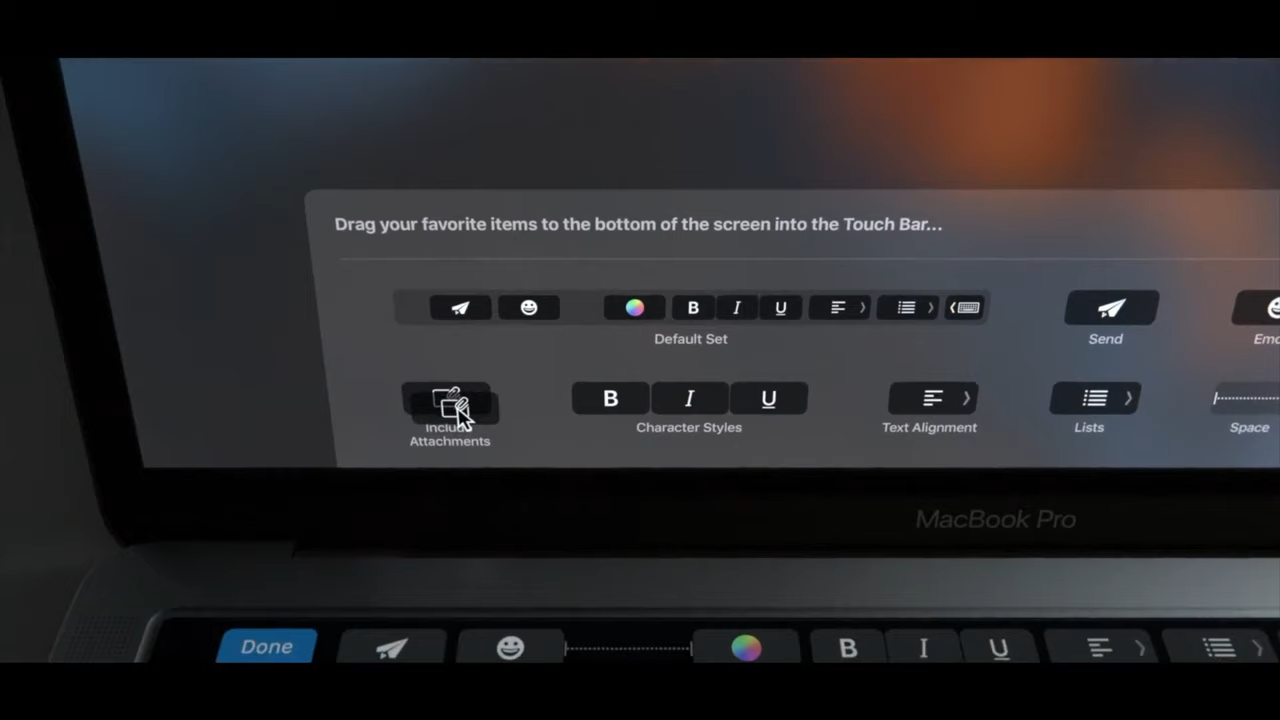 Drag your favorite items to the bottom of the screen into the Touch Bar...
B I U
Default Set
Send
B I U
Attachments
Character Styles
Text Alignment
Lists
Space
MacBook Pro
Done
B I U